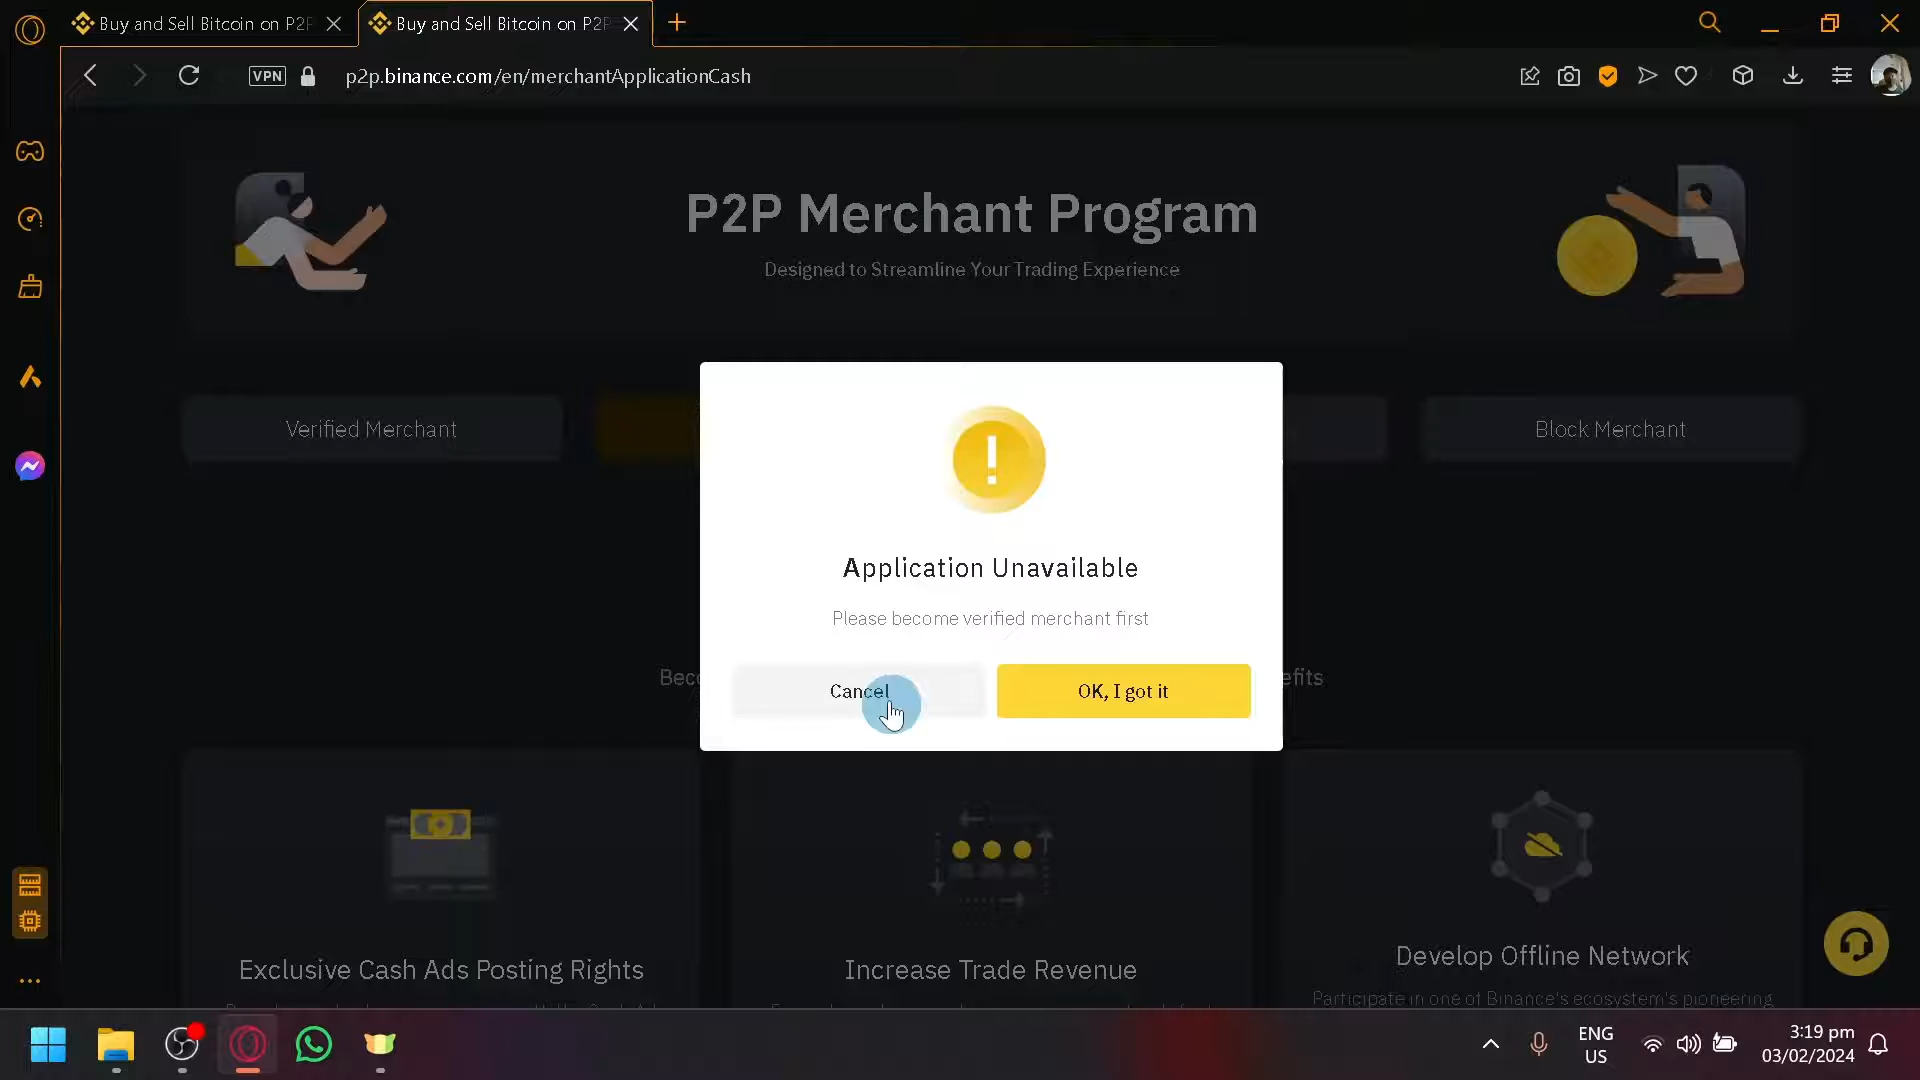 Buy and Sell Bitcoin on P2P
Buy and Sell Bitcoin on P2P
VPN
p2p.binance.com/en/merchantApplicationCash
P2P Merchant Program
Designed to Streamline Your Trading Experience
Verified Merchant
Block Merchant
Application Unavailable
Please become verified merchant first
Cancel
OK, I got it
Exclusive Cash Ads Posting Rights
Increase Trade Revenue
Develop Offline Network
Participate in one of Binance's ecosystem's pioneering
ENG
US
3:19 pm
03/02/2024